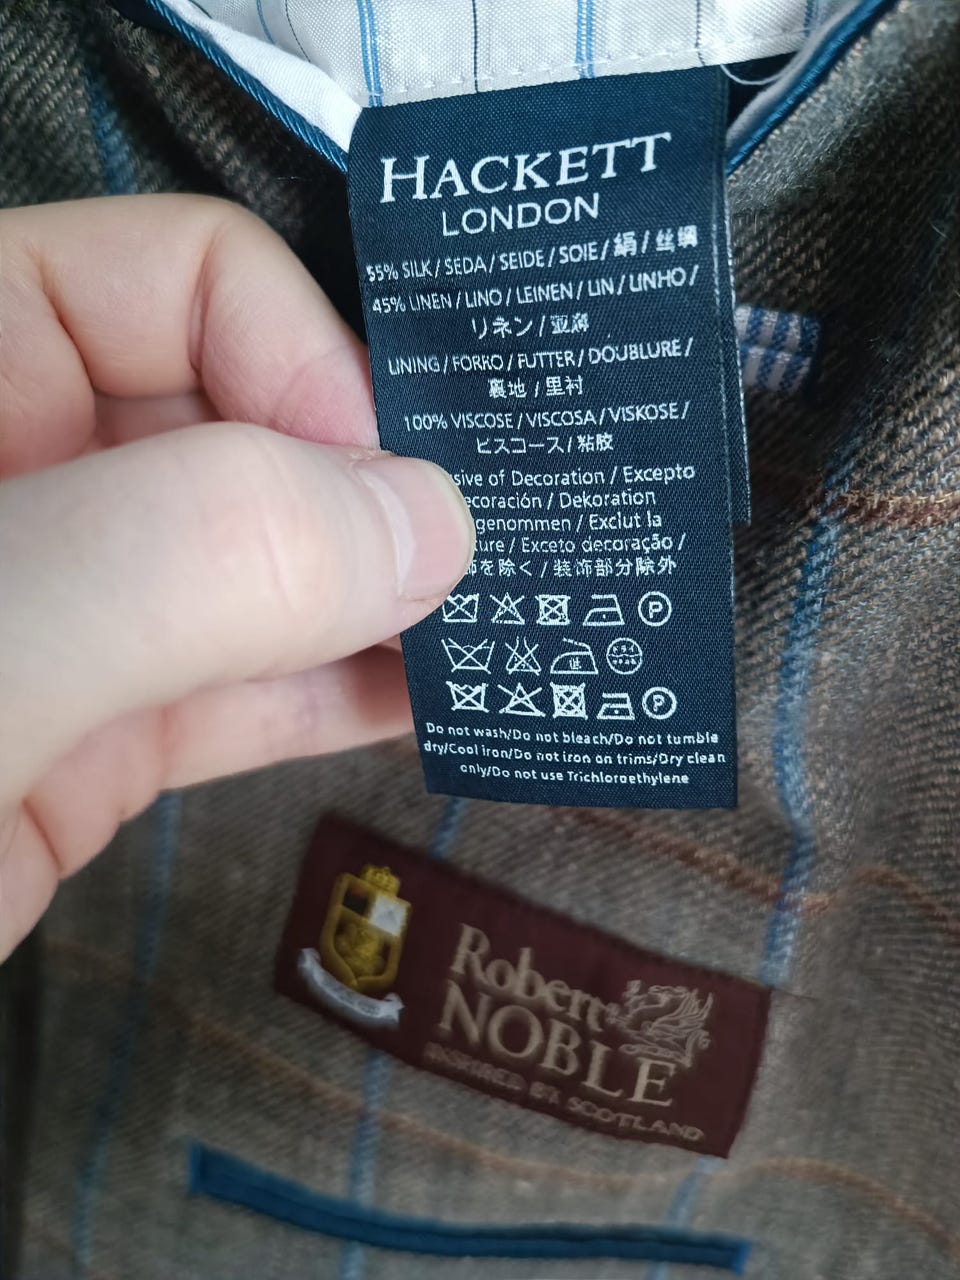 HACKETT
LONDON
55% SILK / SEDA / SEIDE / SOIE / 絹 / 丝绸
45% LINEN / LINO / LEINEN / LIN / LINHO /
リネン / 亚麻
LINING / FORRO / FUTTER / DOUBLURE /
裏地 / 里衬
100% VISCOSE / VISCOSA / VISKOSE /
ビスコース / 粘胶
sive of Decoration / Excepto
ecoración / Dekoration
genommen / Exclut la
ture / Exceto decoração /
を除く / 装饰部分除外
P
P
Do not wash/Do not bleach/Do not tumble
dry/Cool iron/Do not iron on trims/Dry clean
only/Do not use Trichloroethylene
Robert
NOBLE
INSPIRED BY SCOTLAND